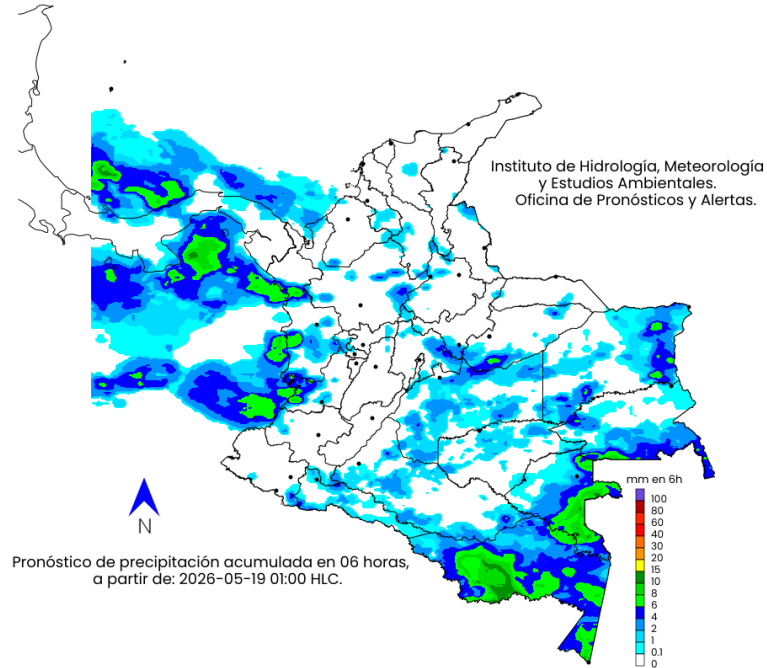 Instituto de Hidrología, Meteorología
y Estudios Ambientales.
Oficina de Pronósticos y Alertas.
mm en 6h
100
80
60
40
30
20
15
10
8
6
4
2
1
0.1
0
N
Pronóstico de precipitación acumulada en 06 horas,
a partir de: 2026-05-19 01:00 HLC.